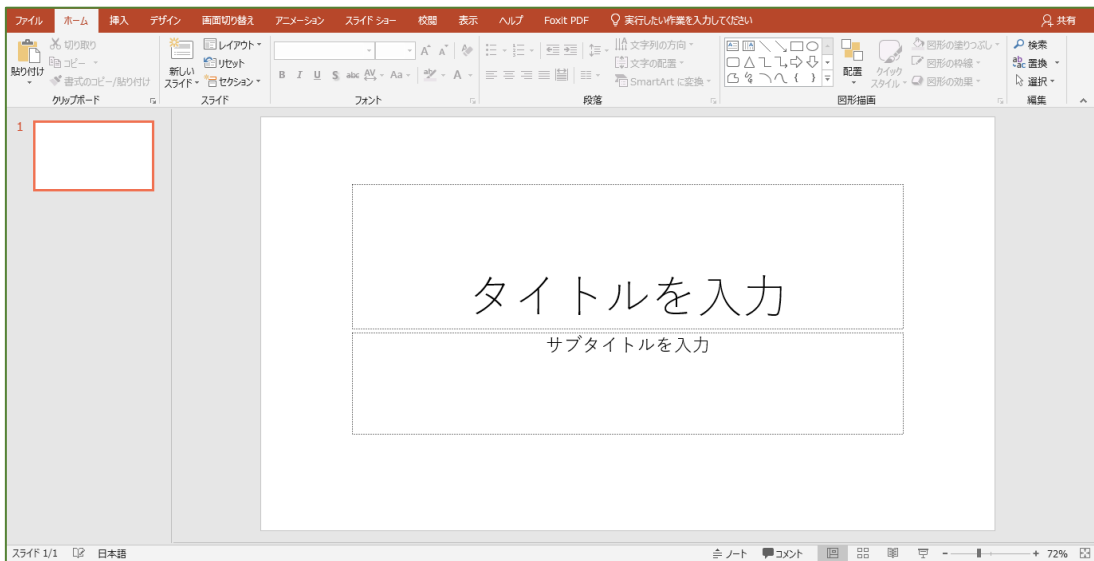 ファイル ホーム 挿入 デザイン 画面切り替え アニメーション スライド ショー 校閲 表示 ヘルプ Foxit PDF 実行したい作業を入力してください 共有
貼り付け
切り取り
コピー
書式のコピー/貼り付け
クリップボード
新しい
スライド
レイアウト
リセット
セクション
スライド
B I U S abc AV Aa A
フォント
文字列の方向
文字の配置
SmartArt に変換
段落
配置
クイック
スタイル
図形の塗りつぶし
図形の枠線
図形の効果
図形描画
検索
置換
選択
編集
1
タイトルを入力
サブタイトルを入力
スライド 1/1 日本語 ノート コメント 72%